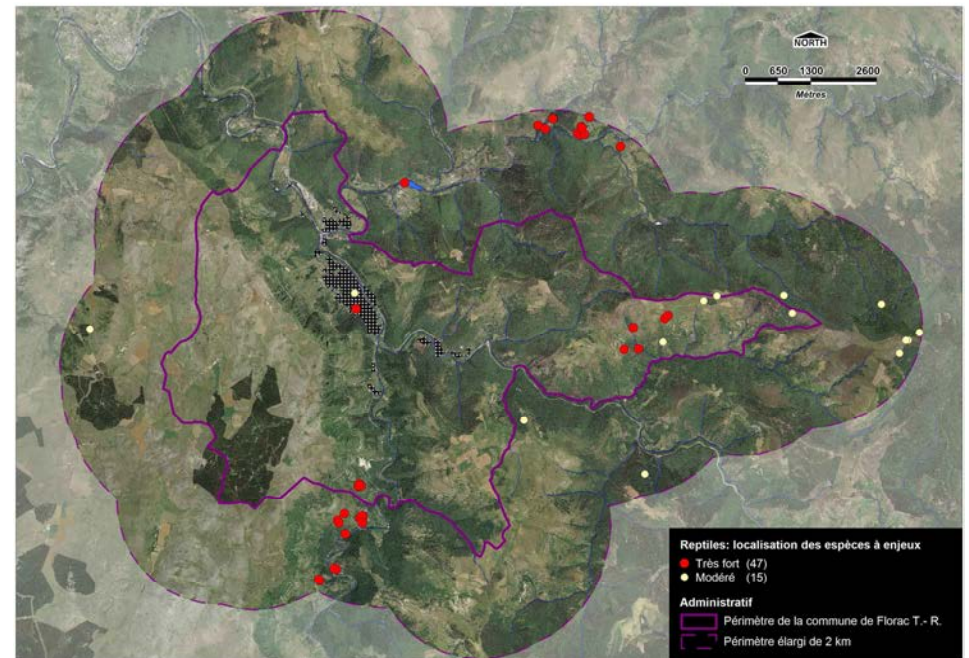 NORTH
0 650 1300 2600
Mètres
Reptiles: localisation des espèces à enjeux
Très fort (47)
Modéré (15)
Administratif
Périmètre de la commune de Florac T.- R.
Périmètre élargi de 2 km